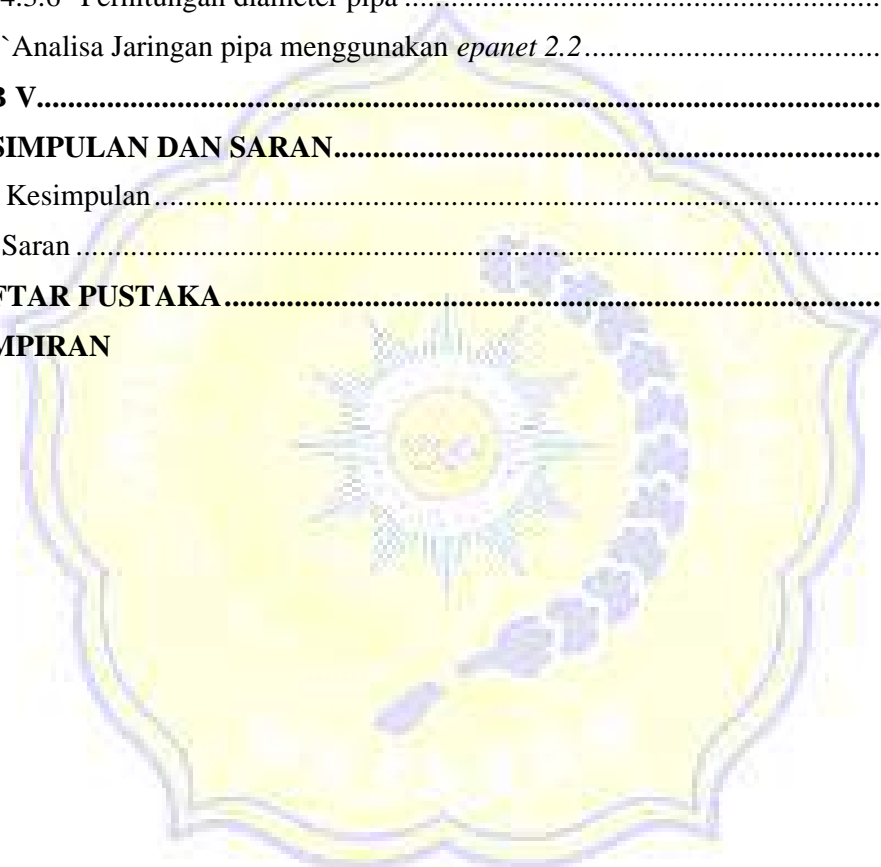 4.3.6 Perhitungan diameter pipa ........................................................
`Analisa Jaringan pipa menggunakan epanet 2.2 ........................................
B V ........................................................................................................
SIMPULAN DAN SARAN ......................................................................
Kesimpulan ................................................................................................
Saran ..........................................................................................................
FTAR PUSTAKA ....................................................................................
MPIRAN